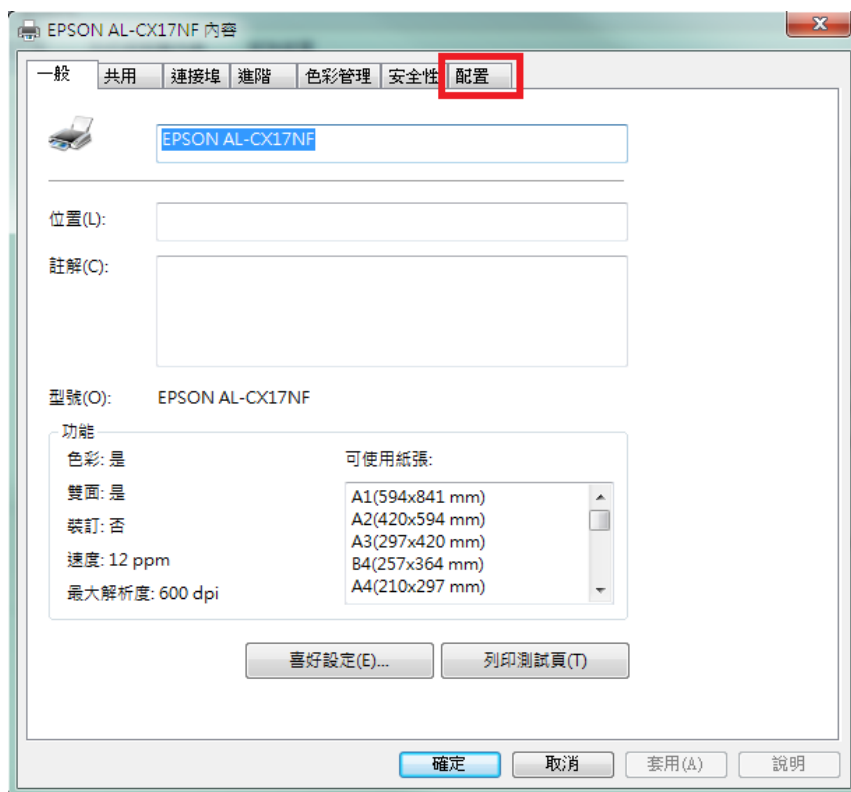 EPSON AL-CX17NF 內容
一般 共用 連接埠 進階 色彩管理 安全性 配置
EPSON AL-CX17NF
位置(L):
註解(C):
型號(O): EPSON AL-CX17NF
功能
色彩: 是
雙面: 是
裝訂: 否
速度: 12 ppm
最大解析度: 600 dpi
可使用紙張:
A1(594x841 mm)
A2(420x594 mm)
A3(297x420 mm)
B4(257x364 mm)
A4(210x297 mm)
喜好設定(E)... 列印測試頁(T)
確定 取消 套用(A) 說明